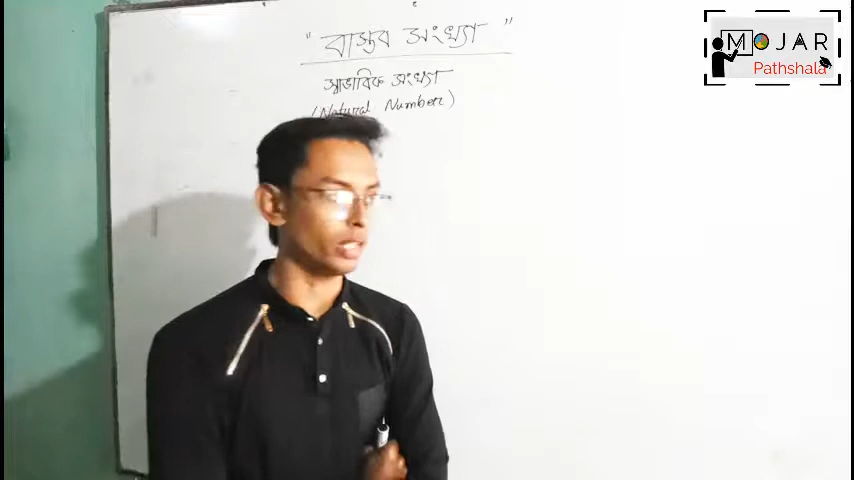 " বাস্তব সংখ্যা "
স্বাভাবিক সংখ্যা
(Natural Number)
MOJAR
Pathshala